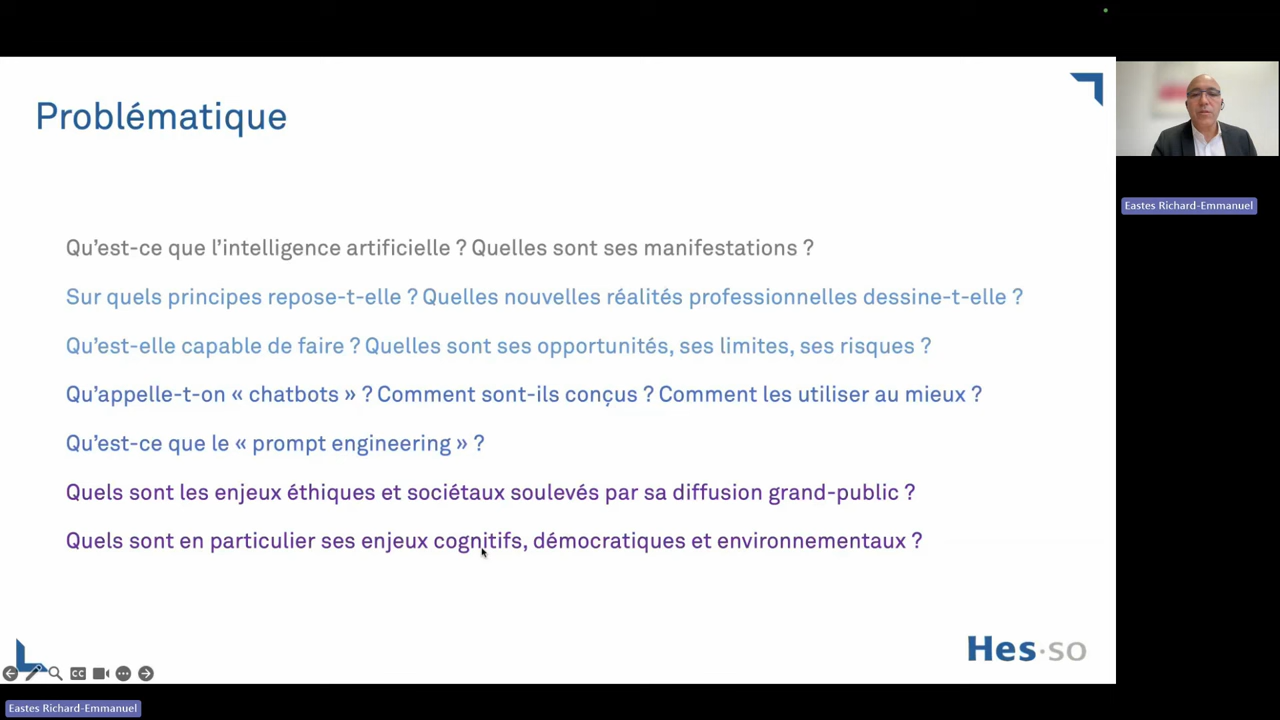 Problématique
Qu'est-ce que l'intelligence artificielle ? Quelles sont ses manifestations ?
Sur quels principes repose-t-elle ? Quelles nouvelles réalités professionnelles dessine-t-elle ?
Qu'est-elle capable de faire ? Quelles sont ses opportunités, ses limites, ses risques ?
Qu'appelle-t-on « chatbots » ? Comment sont-ils conçus ? Comment les utiliser au mieux ?
Qu'est-ce que le « prompt engineering » ?
Quels sont les enjeux éthiques et sociétaux soulevés par sa diffusion grand-public ?
Quels sont en particulier ses enjeux cognitifs, démocratiques et environnementaux ?
Hes·so
CC
Eastes Richard-Emmanuel
Eastes Richard-Emmanuel